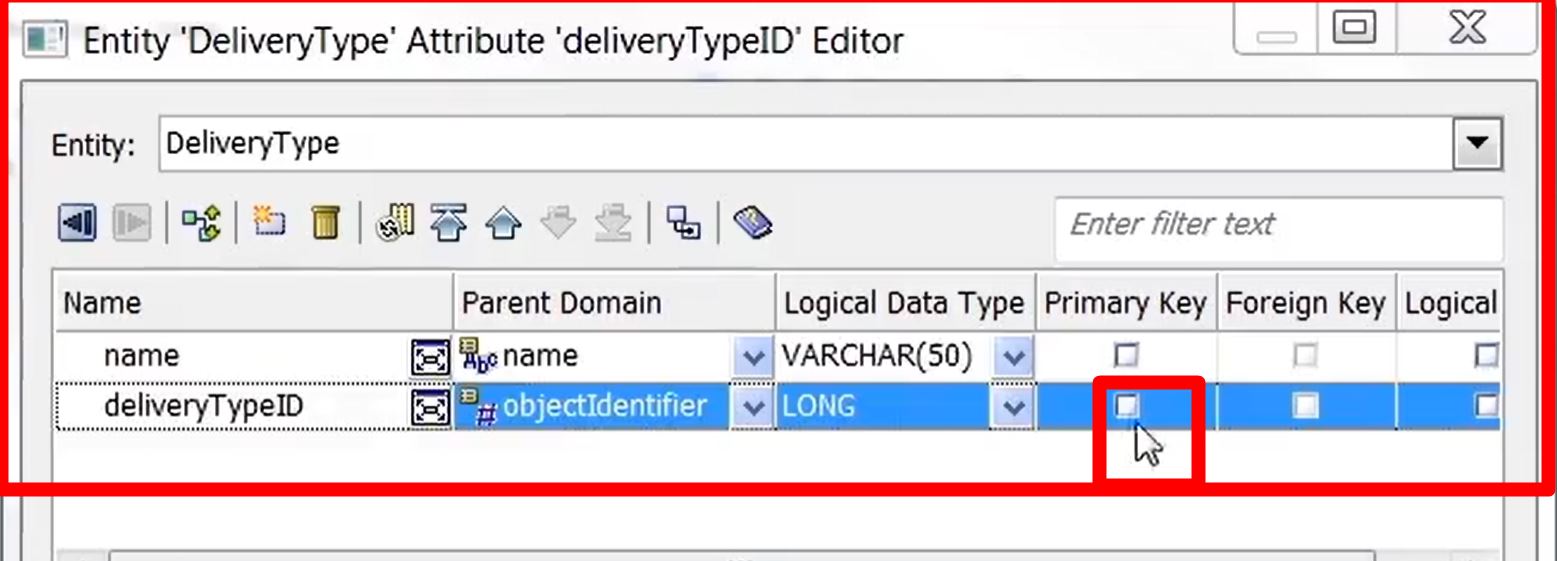 Entity 'DeliveryType' Attribute 'deliveryTypeID' Editor
Entity: DeliveryType
Enter filter text
Name Parent Domain Logical Data Type Primary Key Foreign Key Logical
name Abc name VARCHAR(50)
deliveryTypeID # objectIdentifier LONG